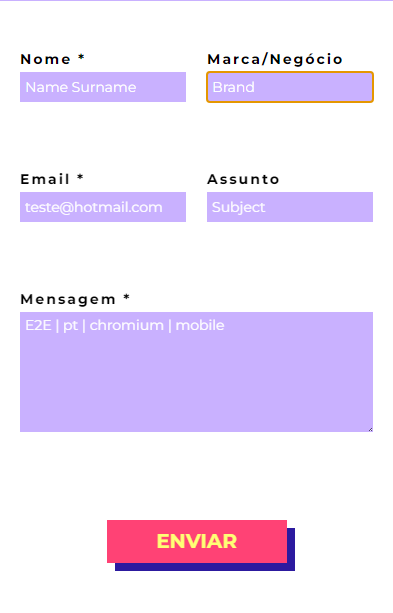 Nome * Marca/Negócio
Name Surname Brand
Email * Assunto
teste@hotmail.com Subject
Mensagem *
E2E | pt | chromium | mobile
ENVIAR